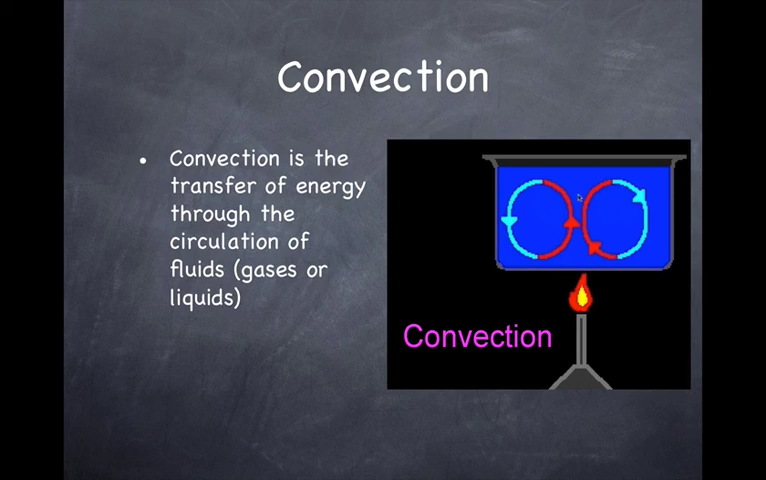 Convection
• Convection is the
transfer of energy
through the
circulation of
fluids (gases or
liquids)
Convection